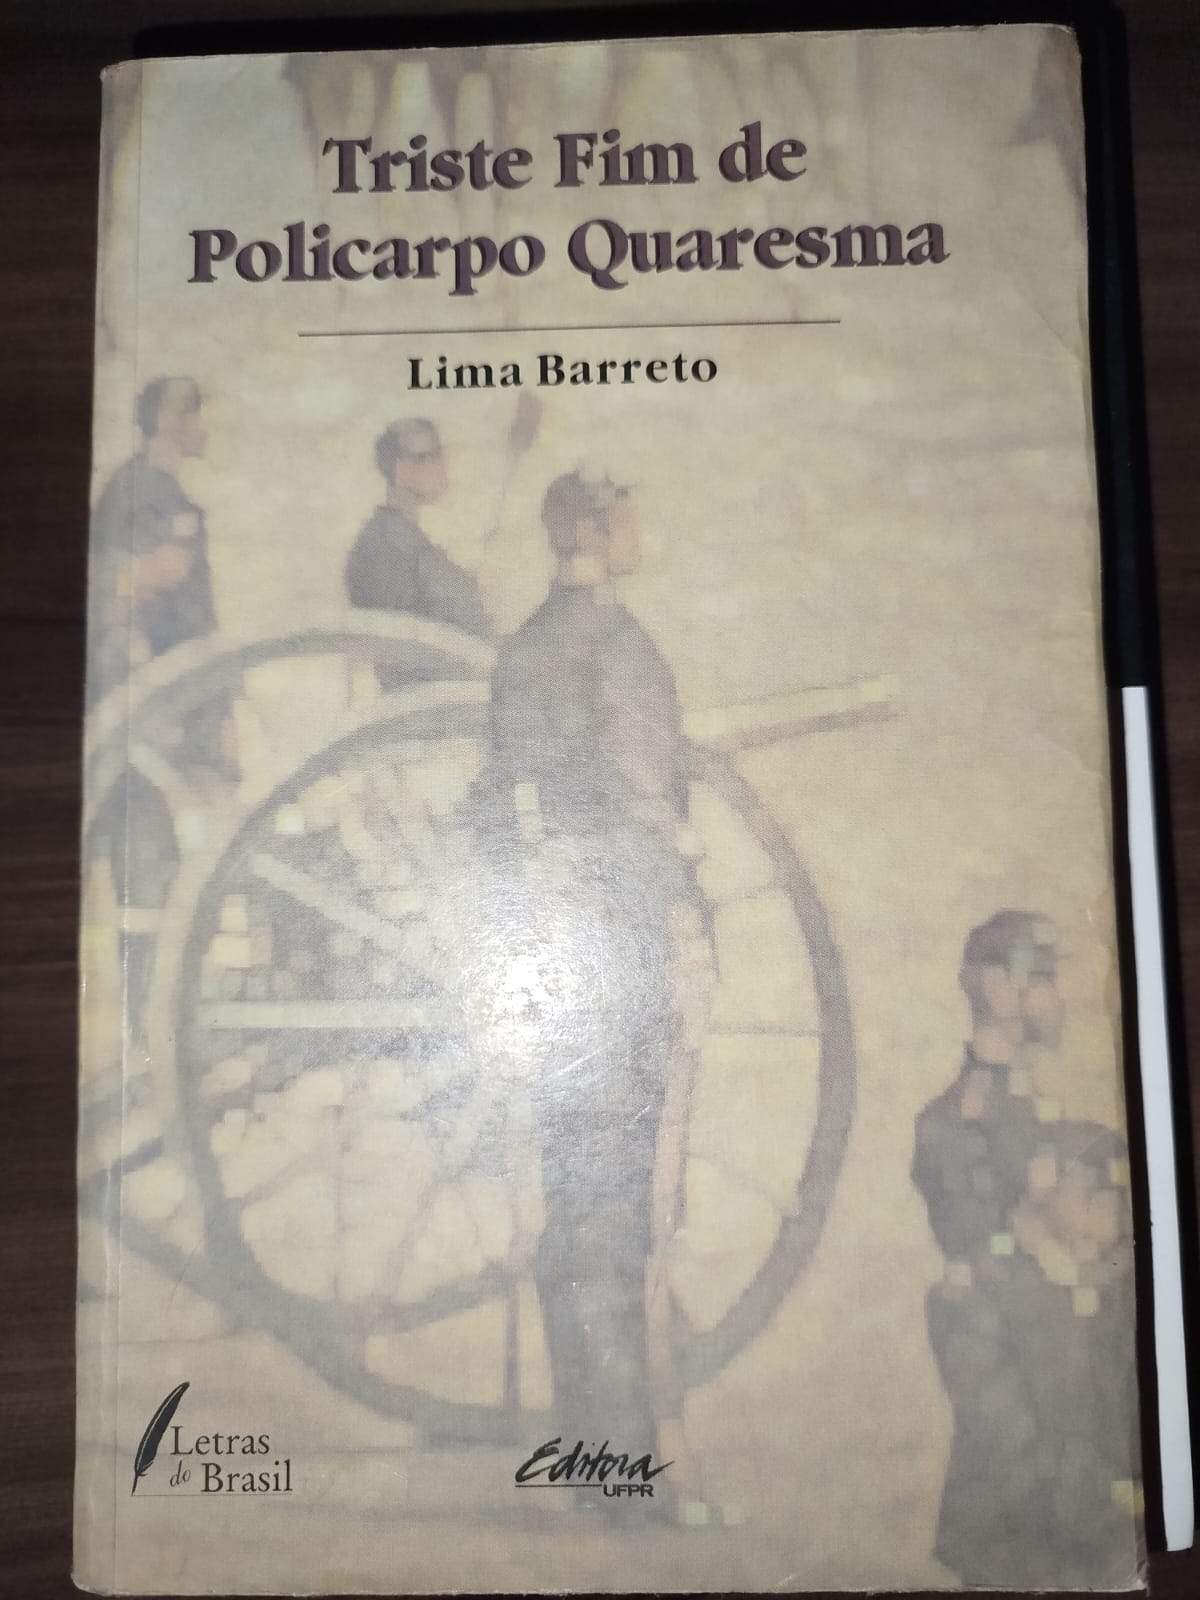 Triste Fim de
Policarpo Quaresma
Lima Barreto
Letras
do Brasil
Editora
UFPR